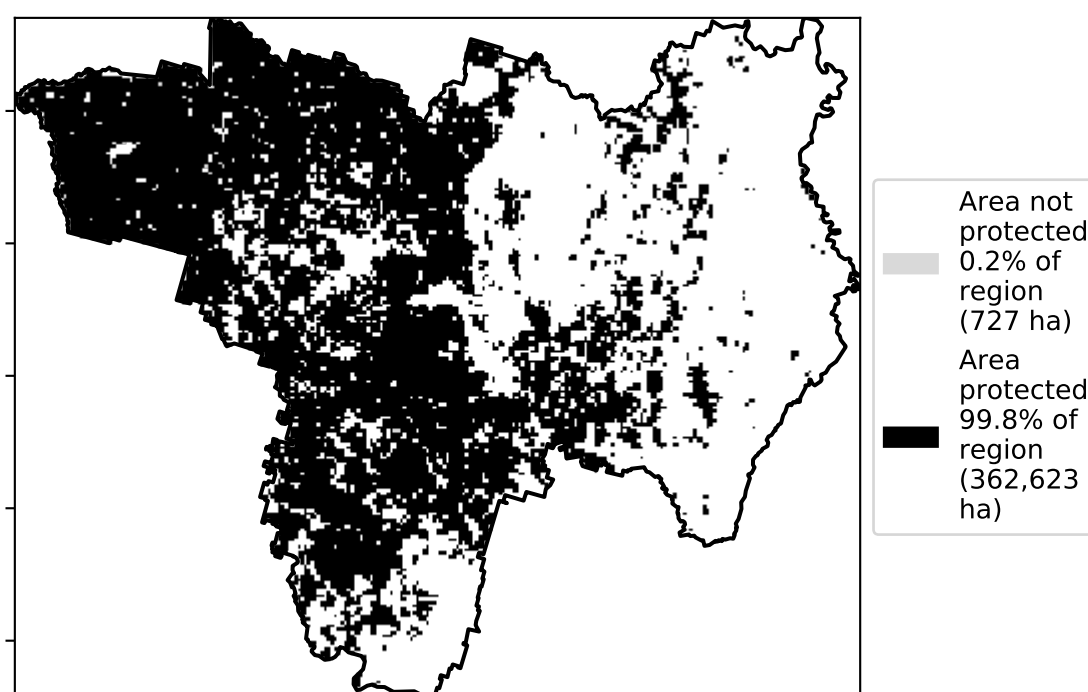 Area not
protected
0.2% of
region
(727 ha)
Area
protected
99.8% of
region
(362,623
ha)